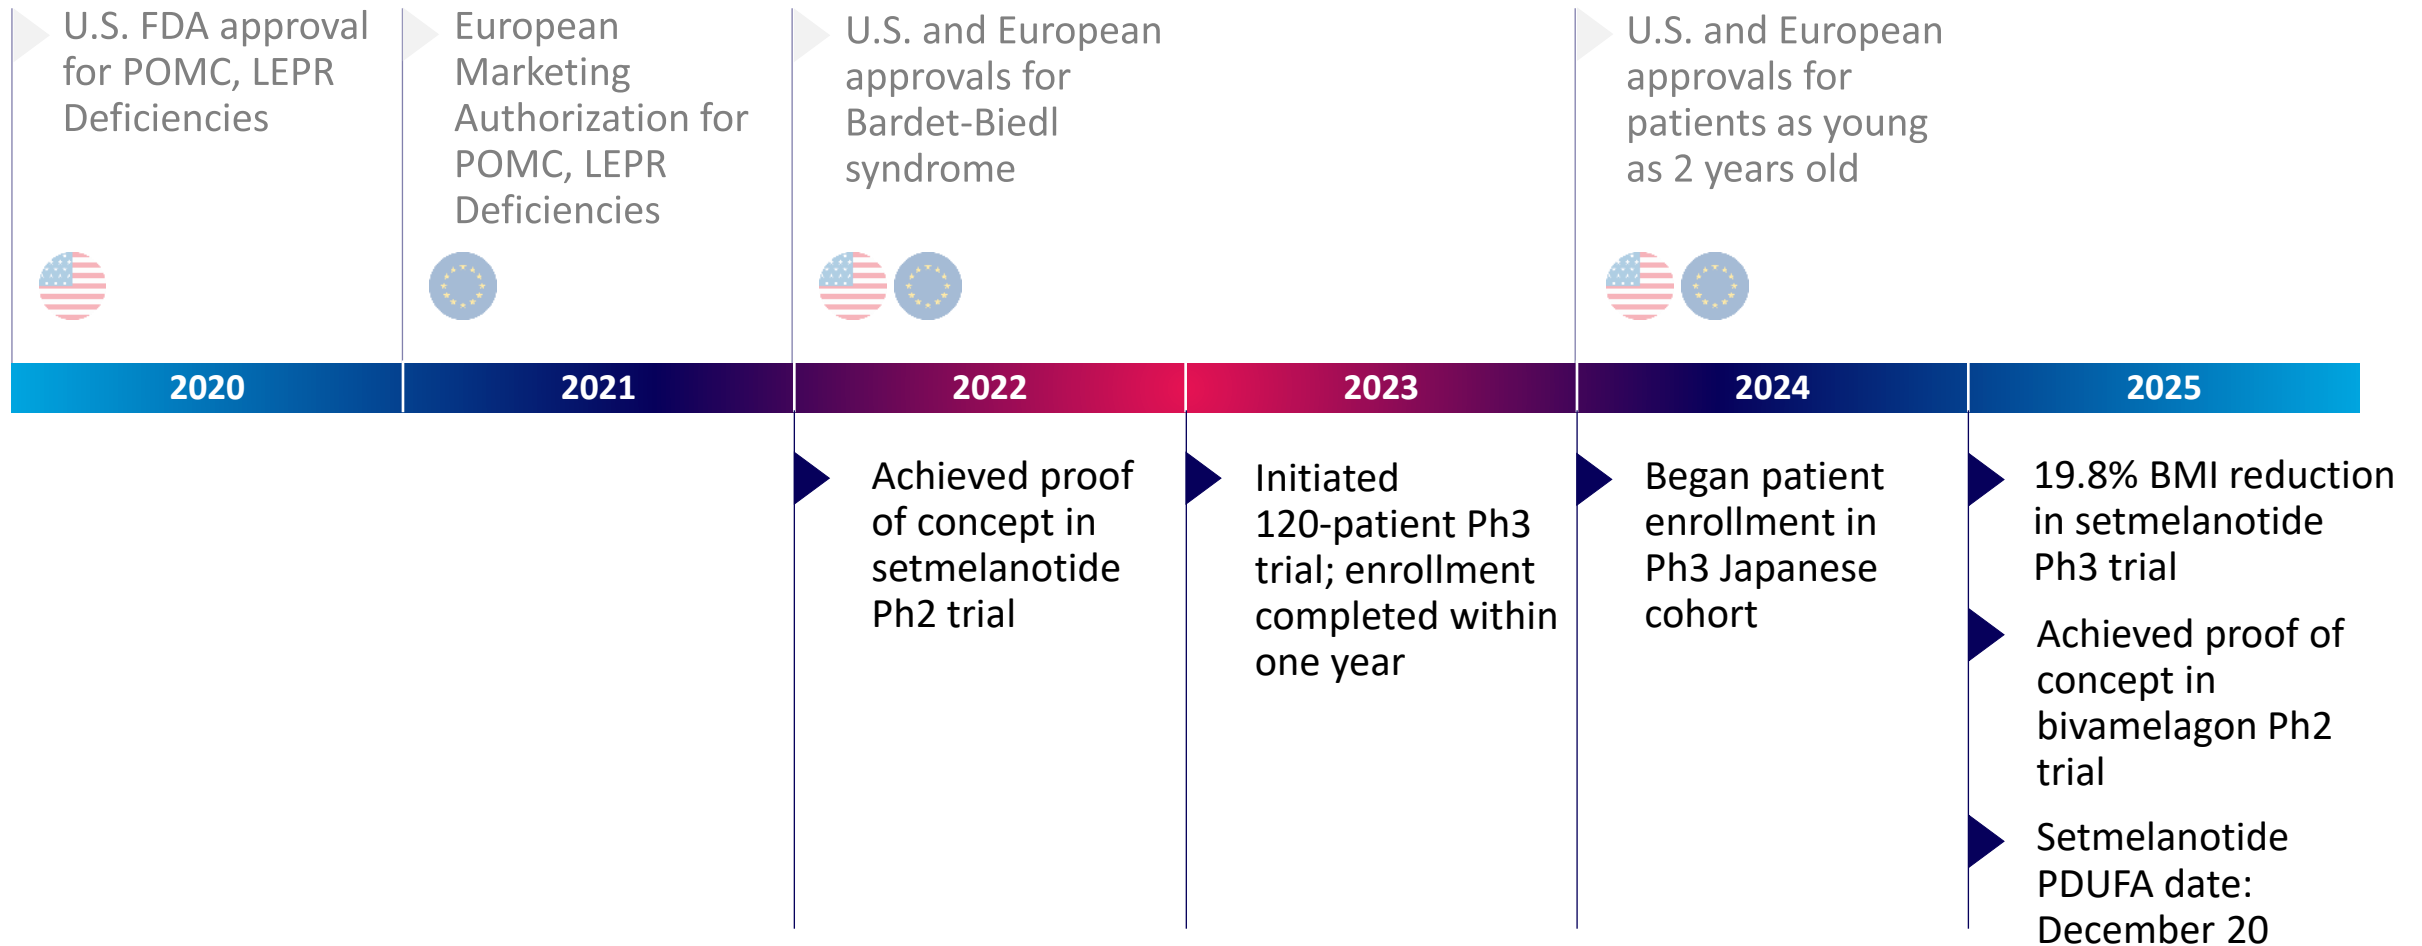 U.S. FDA approval
for POMC, LEPR
Deficiencies
European
Marketing
Authorization for
POMC, LEPR
Deficiencies
U.S. and European
approvals for
Bardet-Biedl
syndrome
U.S. and European
approvals for
patients as young
as 2 years old
2020
2021
2022
2023
2024
2025
Achieved proof
of concept in
setmelanotide
Ph2 trial
Initiated
120-patient Ph3
trial; enrollment
completed within
one year
Began patient
enrollment in
Ph3 Japanese
cohort
19.8% BMI reduction
in setmelanotide
Ph3 trial
Achieved proof of
concept in
bivamelagon Ph2
trial
Setmelanotide
PDUFA date:
December 20